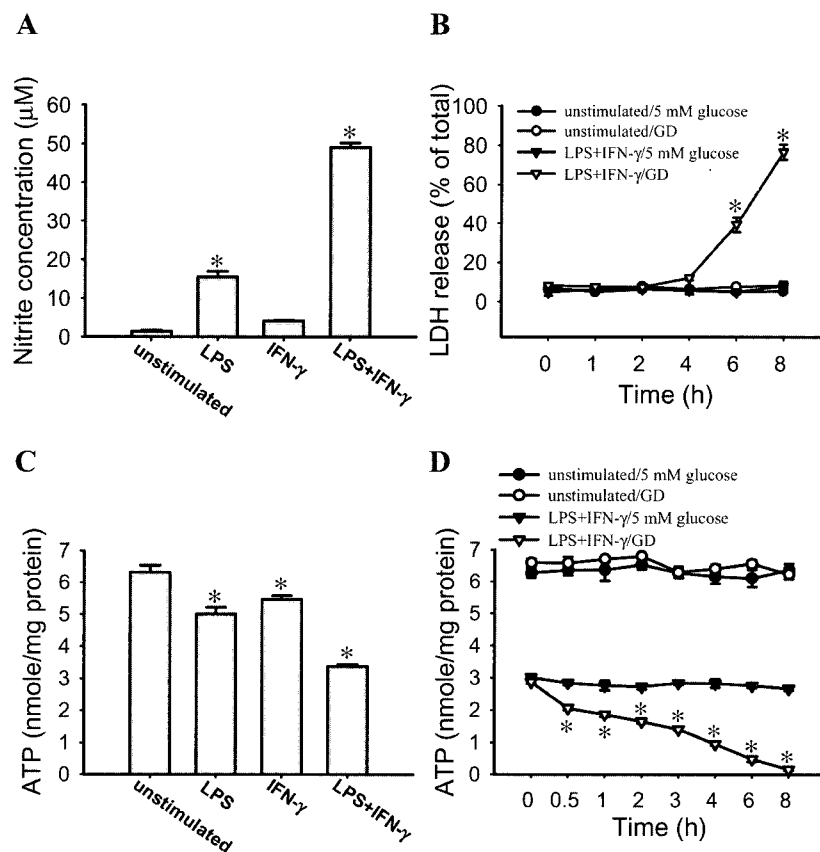 A
Nitrite concentration (μM)
60
50
40
30
20
10
0
*
*
unstimulated
LPS
IFN-γ
LPS+IFN-γ
B
LDH release (% of total)
100
80
60
40
20
0
unstimulated/5 mM glucose
unstimulated/GD
LPS+IFN-γ/5 mM glucose
LPS+IFN-γ/GD
*
*
0 1 2 4 6 8
Time (h)
C
ATP (nmole/mg protein)
7
6
5
4
3
2
1
0
*
*
*
unstimulated
LPS
IFN-γ
LPS+IFN-γ
D
unstimulated/5 mM glucose
unstimulated/GD
LPS+IFN-γ/5 mM glucose
LPS+IFN-γ/GD
ATP (nmole/mg protein)
7
6
5
4
3
2
1
0
* * * * * * *
0 0.5 1 2 3 4 6 8
Time (h)